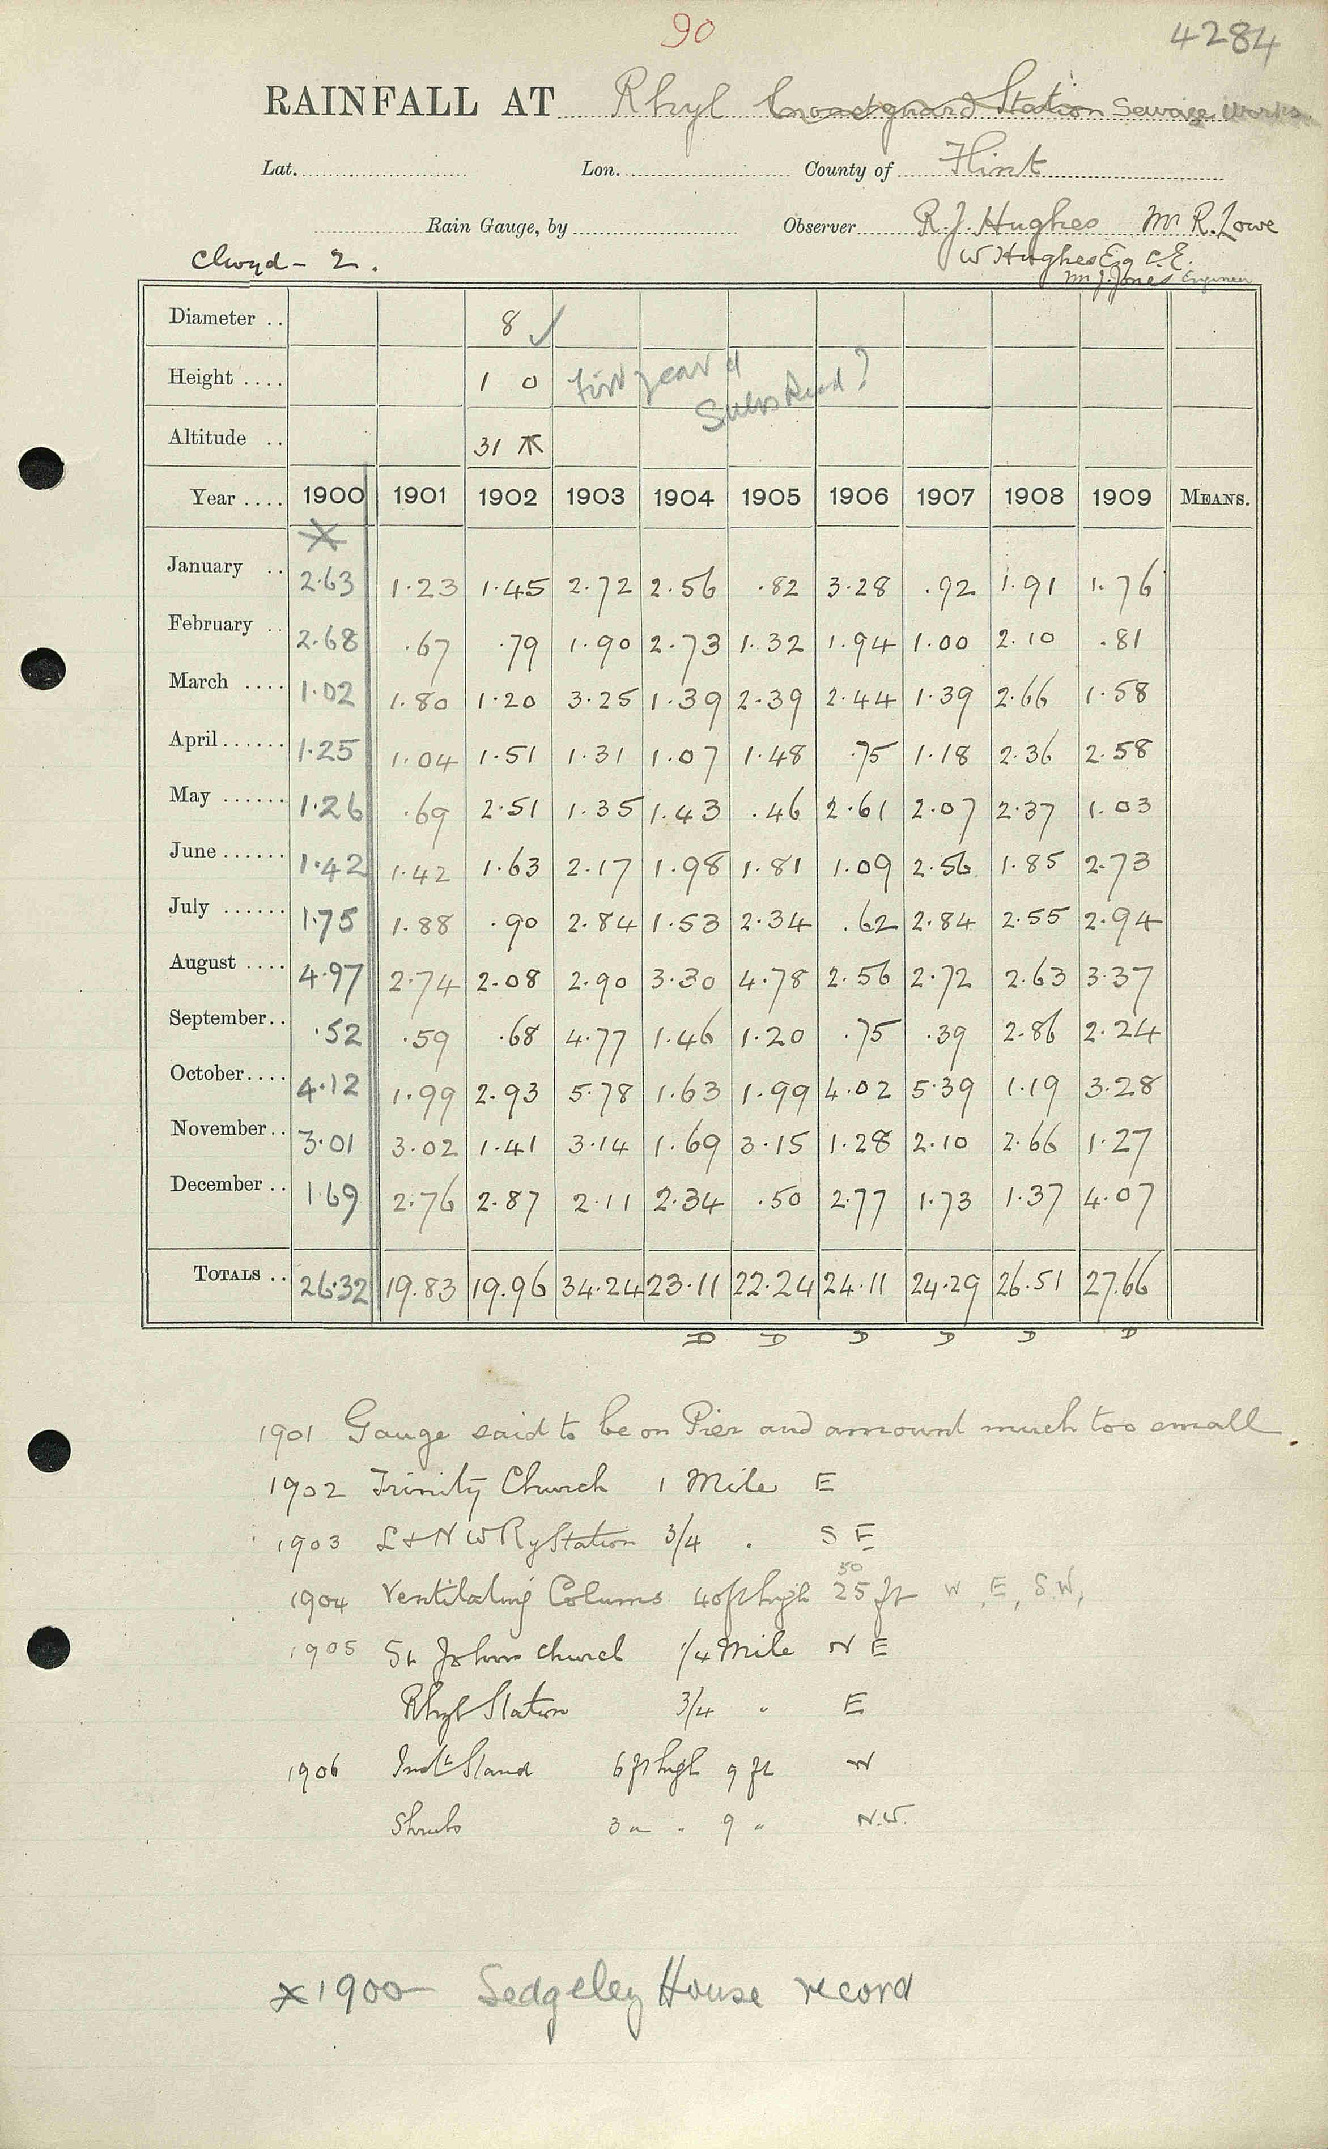 90
4284
RAINFALL AT Rhyl Coastguard Station Sewage Works
Lat. Lon. County of Flint
Rain Gauge, by Observer R. J. Hughes Mr R. Lowe
Clwyd - 2. W Hughes Esq C.E.
Mr J. Jones Engineer
Diameter .. 8 ✓
Height .... 1 0 First year of
Subs Record?
Altitude .. 31 ⊼
Year .... 1900 1901 1902 1903 1904 1905 1906 1907 1908 1909 MEANS.
X
January .. 2.63 1.23 1.45 2.72 2.56 .82 3.28 .92 1.91 1.76
February .. 2.68 .67 .79 1.90 2.73 1.32 1.94 1.00 2.10 .81
March .... 1.02 1.80 1.20 3.25 1.39 2.39 2.44 1.39 2.66 1.58
April ...... 1.25 1.04 1.51 1.31 1.07 1.48 .75 1.18 2.36 2.58
May ...... 1.26 .69 2.51 1.35 1.43 .46 2.61 2.07 2.37 1.03
June ...... 1.42 1.42 1.63 2.17 1.98 1.81 1.09 2.56 1.85 2.73
July ...... 1.75 1.88 .90 2.84 1.53 2.34 .62 2.84 2.55 2.94
August .... 4.97 2.74 2.08 2.90 3.30 4.78 2.56 2.72 2.63 3.37
September.. .52 .59 .68 4.77 1.46 1.20 .75 .39 2.86 2.24
October.... 4.12 1.99 2.93 5.78 1.63 1.99 4.02 5.39 1.19 3.28
November.. 3.01 3.02 1.41 3.14 1.69 3.15 1.28 2.10 2.66 1.27
December .. 1.69 2.76 2.87 2.11 2.34 .50 2.77 1.73 1.37 4.07
TOTALS .. 26.32 19.83 19.96 34.24 23.11 22.24 24.11 24.29 26.51 27.66
D D D D D D
1901 Gauge said to be on Pier and amount much too small.
1902 Trinity Church 1 Mile E
1903 L & N W Ry Station 3/4 . S E
50
1904 Ventilating Colums 40ft high 25 ft W, E, S.W,
1905 St Johns Church 1/4 Mile N E
Rhyl Station 3/4 " E
1906 Inst Stand 6 ft high 9 ft W
Shrubs 3 " " 9 " N.W.
X 1900 - Sedgeley House record